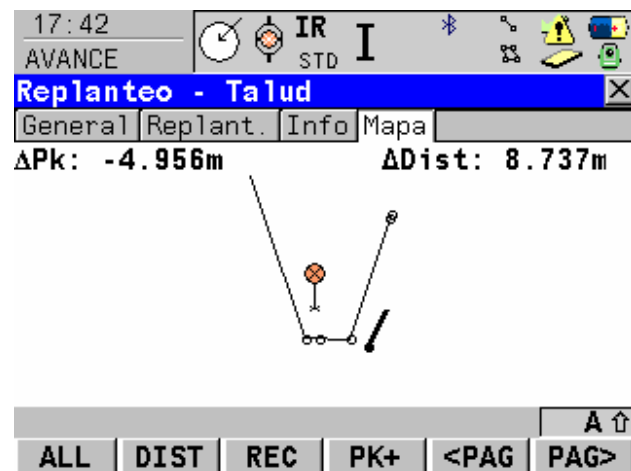 17:42
AVANCE
IR
STD
I
Replanteo - Talud
General Replant. Info Mapa
ΔPk: -4.956m ΔDist: 8.737m
A ⇧
ALL DIST REC PK+ <PAG PAG>